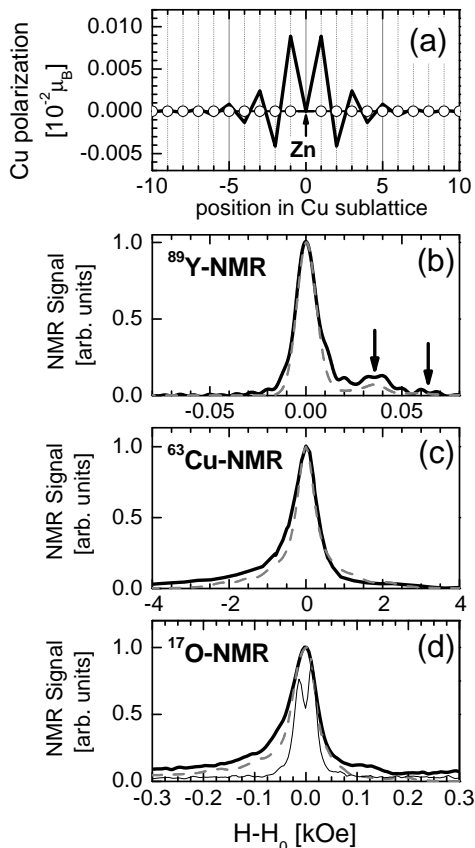 (a)
Cu polarization
[10⁻²μ_B]
0.010
0.005
0.000
-0.005
Zn
-10 -5 0 5 10
position in Cu sublattice
(b)
⁸⁹Y-NMR
NMR Signal
[arb. units]
1.0
0.5
0.0
-0.05 0.00 0.05
(c)
⁶³Cu-NMR
NMR Signal
[arb. units]
1.0
0.5
0.0
-4 -2 0 2 4
(d)
¹⁷O-NMR
NMR Signal
[arb. units]
1.0
0.5
0.0
-0.3 -0.2 -0.1 0.0 0.1 0.2 0.3
H-H₀ [kOe]